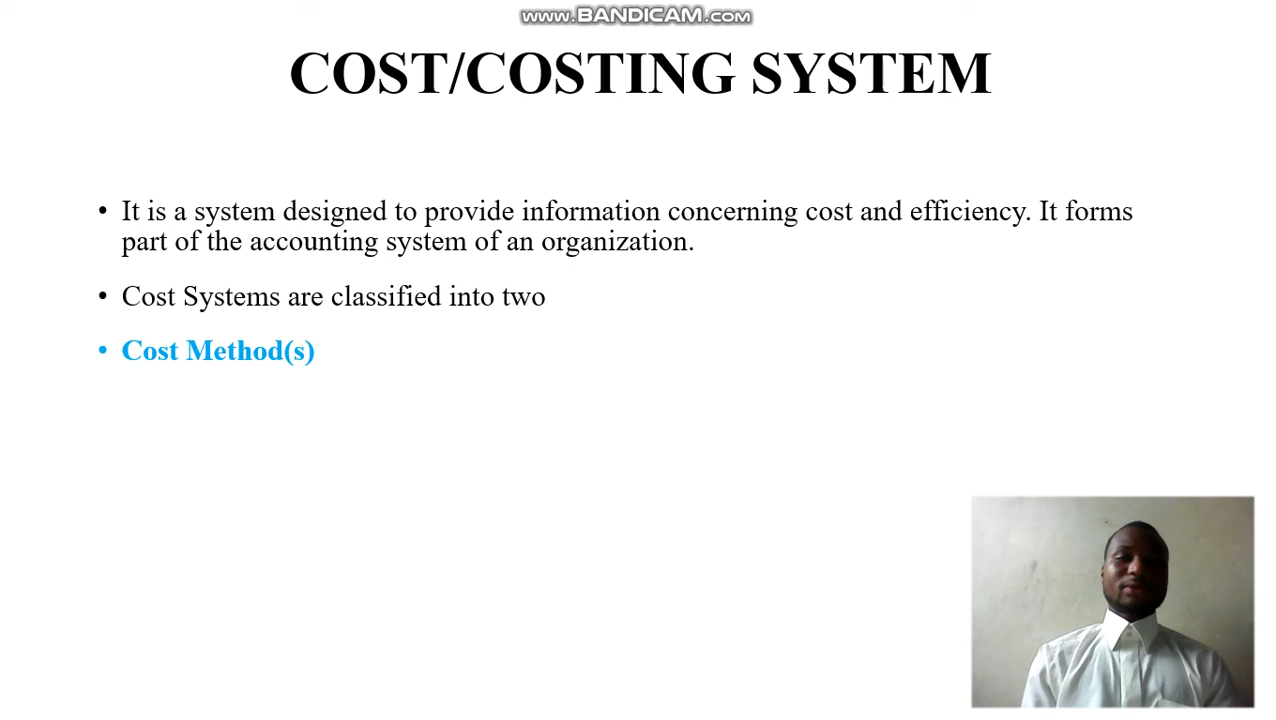 www.BANDICAM.com
COST/COSTING SYSTEM
• It is a system designed to provide information concerning cost and efficiency. It forms
part of the accounting system of an organization.
• Cost Systems are classified into two
• Cost Method(s)